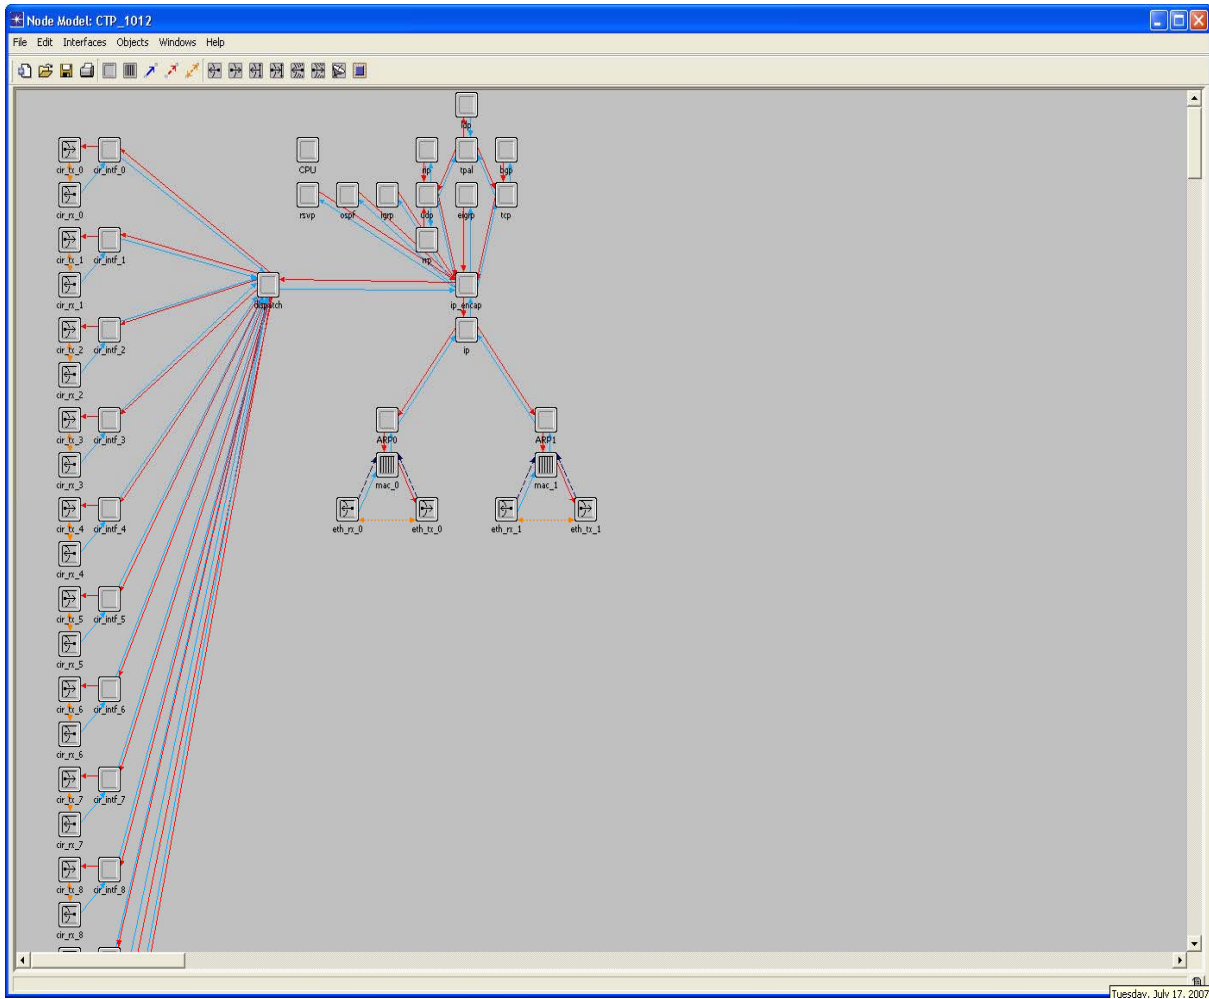 Node Model: CTP_1012
File Edit Interfaces Objects Windows Help
cir_tx_0 cir_intf_0 CPU rip tpal bgp
cir_rx_0 rsvp ospf igrp udp eigrp tcp
cir_tx_1 cir_intf_1
cir_rx_1 dispatch ip_encap
cir_tx_2 cir_intf_2 ip
cir_rx_2
cir_tx_3 cir_intf_3 ARP0 ARP1
cir_rx_3 mac_0 mac_1
cir_tx_4 cir_intf_4 eth_rx_0 eth_tx_0 eth_rx_1 eth_tx_1
cir_rx_4
cir_tx_5 cir_intf_5
cir_rx_5
cir_tx_6 cir_intf_6
cir_rx_6
cir_tx_7 cir_intf_7
cir_rx_7
cir_tx_8 cir_intf_8
cir_rx_8
Tuesday, July 17, 2007